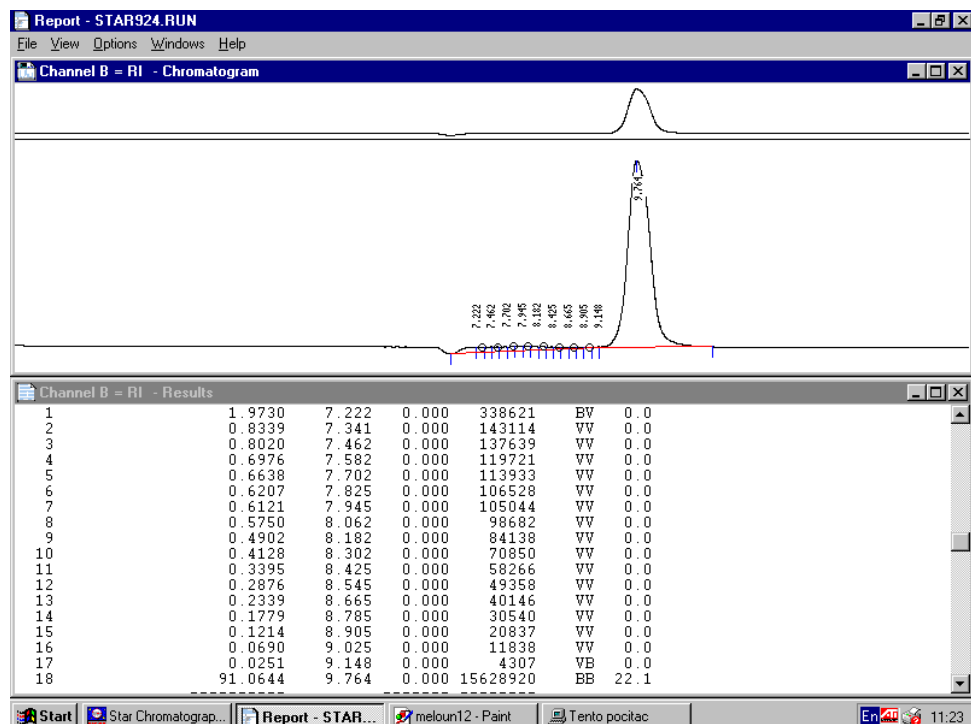 Report - STAR924.RUN
File View Options Windows Help
Channel B = RI - Chromatogram
9.764
7.222
7.462
7.702
7.945
8.182
8.425
8.665
8.905
9.148
Channel B = RI - Results
1 1.9730 7.222 0.000 338621 BV 0.0
2 0.8339 7.341 0.000 143114 VV 0.0
3 0.8020 7.462 0.000 137639 VV 0.0
4 0.6976 7.582 0.000 119721 VV 0.0
5 0.6638 7.702 0.000 113933 VV 0.0
6 0.6207 7.825 0.000 106528 VV 0.0
7 0.6121 7.945 0.000 105044 VV 0.0
8 0.5750 8.062 0.000 98682 VV 0.0
9 0.4902 8.182 0.000 84138 VV 0.0
10 0.4128 8.302 0.000 70850 VV 0.0
11 0.3395 8.425 0.000 58266 VV 0.0
12 0.2876 8.545 0.000 49358 VV 0.0
13 0.2339 8.665 0.000 40146 VV 0.0
14 0.1779 8.785 0.000 30540 VV 0.0
15 0.1214 8.905 0.000 20837 VV 0.0
16 0.0690 9.025 0.000 11838 VV 0.0
17 0.0251 9.148 0.000 4307 VB 0.0
18 91.0644 9.764 0.000 15628920 BB 22.1
Start Star Chromatograp... Report - STAR... meloun12 - Paint Tento pocitac En 11:23